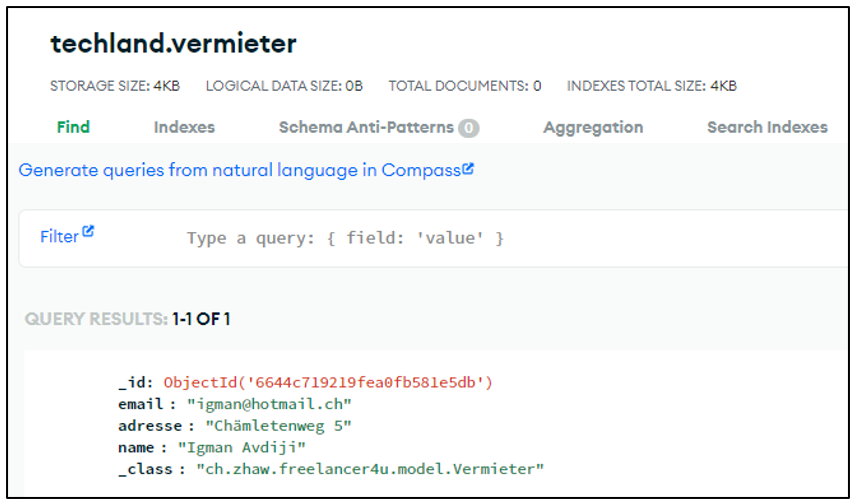 techland.vermieter
STORAGE SIZE: 4KB LOGICAL DATA SIZE: 0B TOTAL DOCUMENTS: 0 INDEXES TOTAL SIZE: 4KB
Find Indexes Schema Anti-Patterns 0 Aggregation Search Indexes
Generate queries from natural language in Compass
Filter Type a query: { field: 'value' }
QUERY RESULTS: 1-1 OF 1
_id: ObjectId('6644c719219fea0fb581e5db')
email : "igman@hotmail.ch"
adresse : "Chämletenweg 5"
name : "Igman Avdiji"
_class : "ch.zhaw.freelancer4u.model.Vermieter"